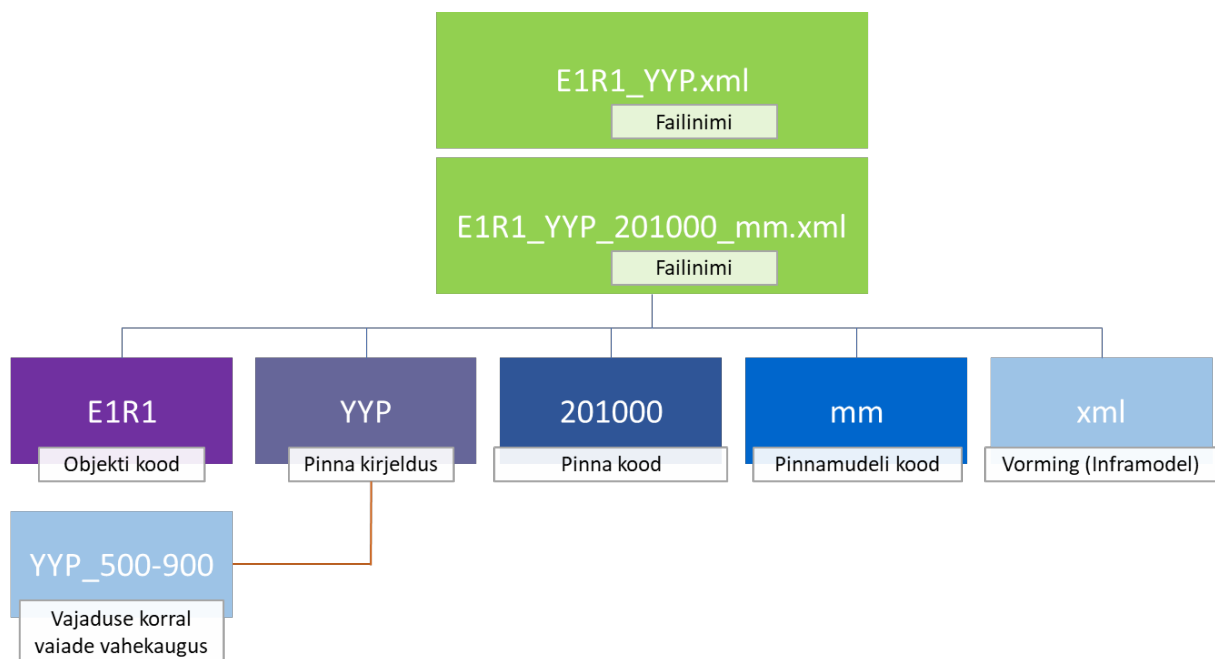 E1R1_YYP.xml
Failinimi
E1R1_YYP_201000_mm.xml
Failinimi
E1R1
Objekti kood
YYP
Pinna kirjeldus
201000
Pinna kood
mm
Pinnamudeli kood
xml
Vorming (Inframodel)
YYP_500-900
Vajaduse korral
vaiade vahekaugus